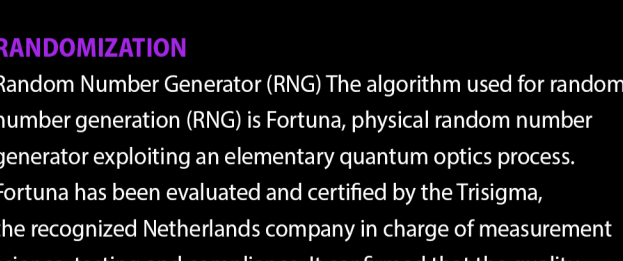 RANDOMIZATION
Random Number Generator (RNG) The algorithm used for random
number generation (RNG) is Fortuna, physical random number
generator exploiting an elementary quantum optics process.
Fortuna has been evaluated and certified by the Trisigma,
the recognized Netherlands company in charge of measurement